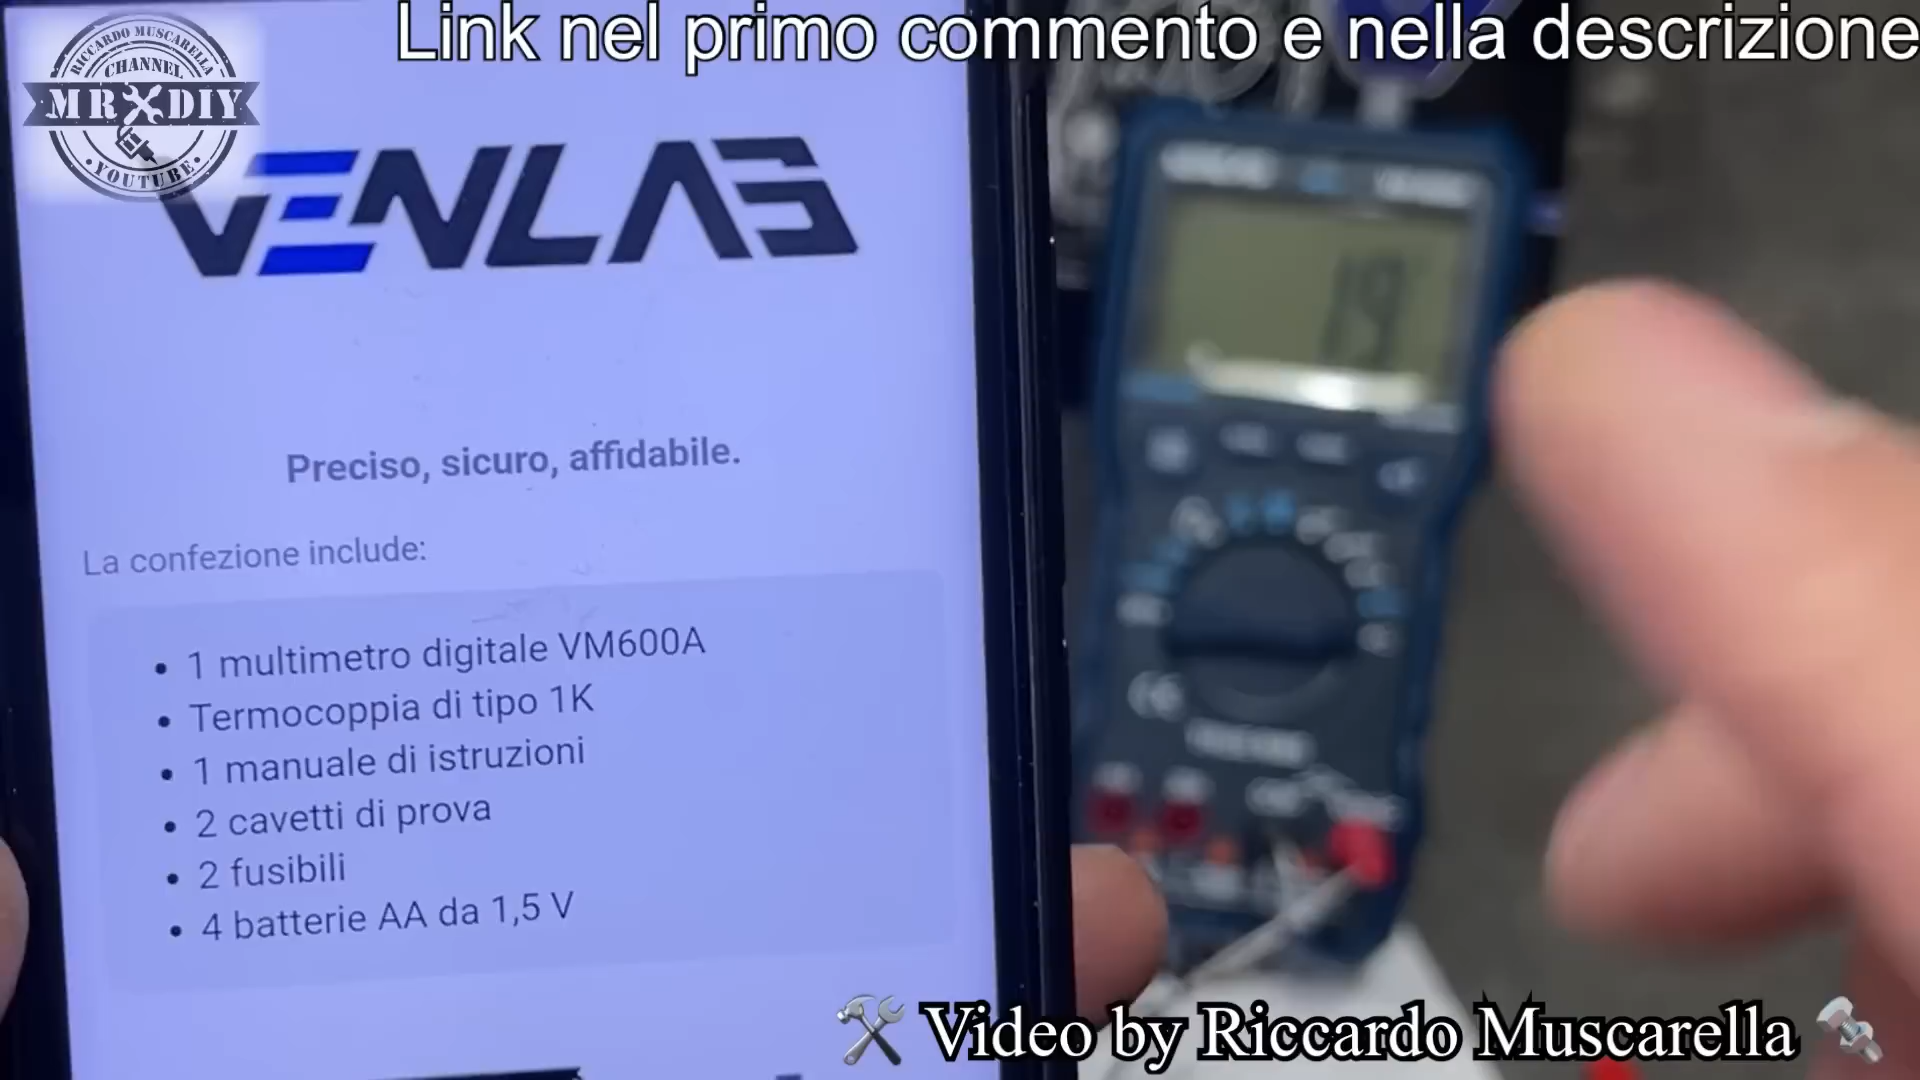 Link nel primo commento e nella descrizione
RICCARDO MUSCARELLA
CHANNEL
MR DIY
YOUTUBE
VENLAB
Preciso, sicuro, affidabile.
La confezione include:
• 1 multimetro digitale VM600A
• Termocoppia di tipo 1K
• 1 manuale di istruzioni
• 2 cavetti di prova
• 2 fusibili
• 4 batterie AA da 1,5 V
19
CE
Video by Riccardo Muscarella